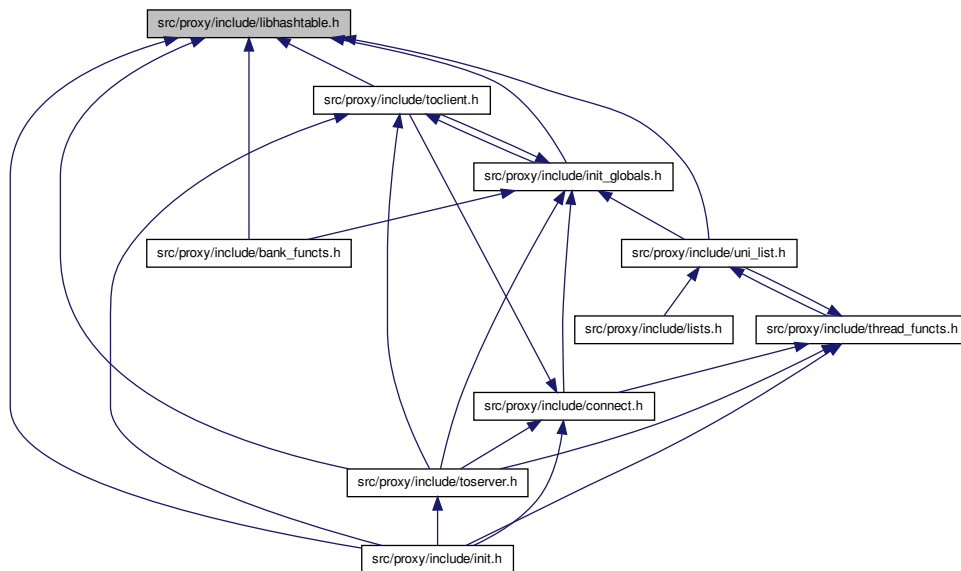 src/proxy/include/libhashtable.h
src/proxy/include/toclient.h
src/proxy/include/init_globals.h
src/proxy/include/bank_functs.h
src/proxy/include/uni_list.h
src/proxy/include/lists.h
src/proxy/include/thread_functs.h
src/proxy/include/connect.h
src/proxy/include/toserver.h
src/proxy/include/init.h